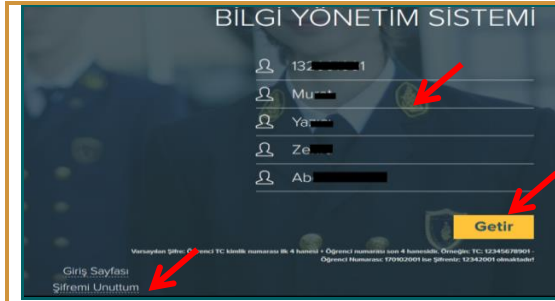 BİLGİ YÖNETİM SİSTEMİ
132 1
Mu
Ya
Ze
Ab
Getir
Varsayılan Şifre: Öğrenci TC kimlik numarası ilk 4 hanesi + Öğrenci numarası son 4 hanesidir. Örneğin: TC: 12345678901 -
Öğrenci Numarası: 170102001 ise Şifreniz: 12342001 olmaktadır!
Giriş Sayfası
Şifremi Unuttum